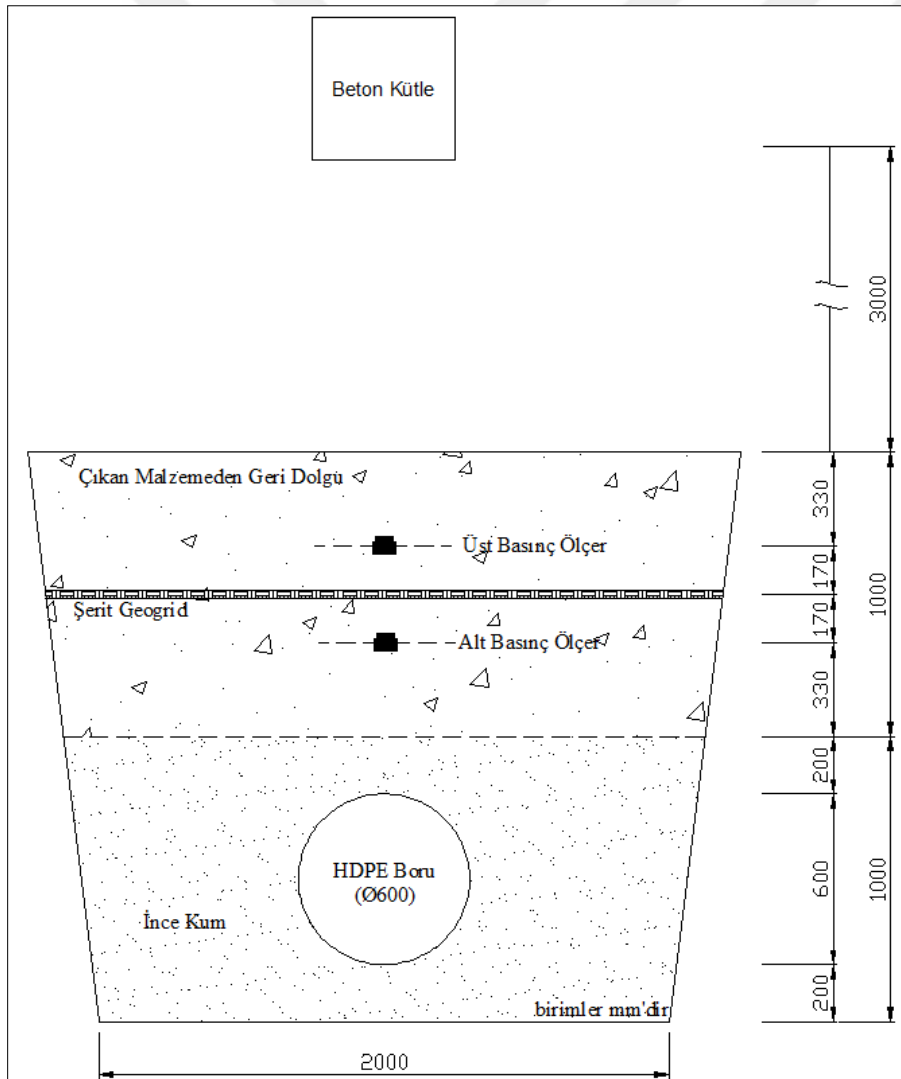 Beton Kütle
3000
Çıkan Malzemeden Geri Dolgu
330
Üst Basınç Ölçer
170
1000
Şerit Geogrid
170
Alt Basınç Ölçer
330
200
HDPE Boru
(Ø600)
600
1000
İnce Kum
200
birimler mm'dir
2000